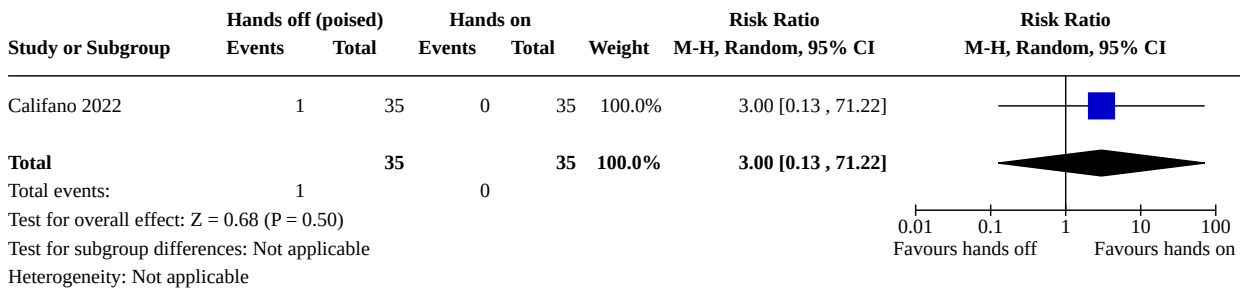 Hands off (poised) Hands on Risk Ratio Risk Ratio
Study or Subgroup Events Total Events Total Weight M-H, Random, 95% CI M-H, Random, 95% CI
Califano 2022 1 35 0 35 100.0% 3.00 [0.13 , 71.22]
Total 35 35 100.0% 3.00 [0.13 , 71.22]
Total events: 1 0
Test for overall effect: Z = 0.68 (P = 0.50)
0.01 0.1 1 10 100
Test for subgroup differences: Not applicable
Favours hands off Favours hands on
Heterogeneity: Not applicable